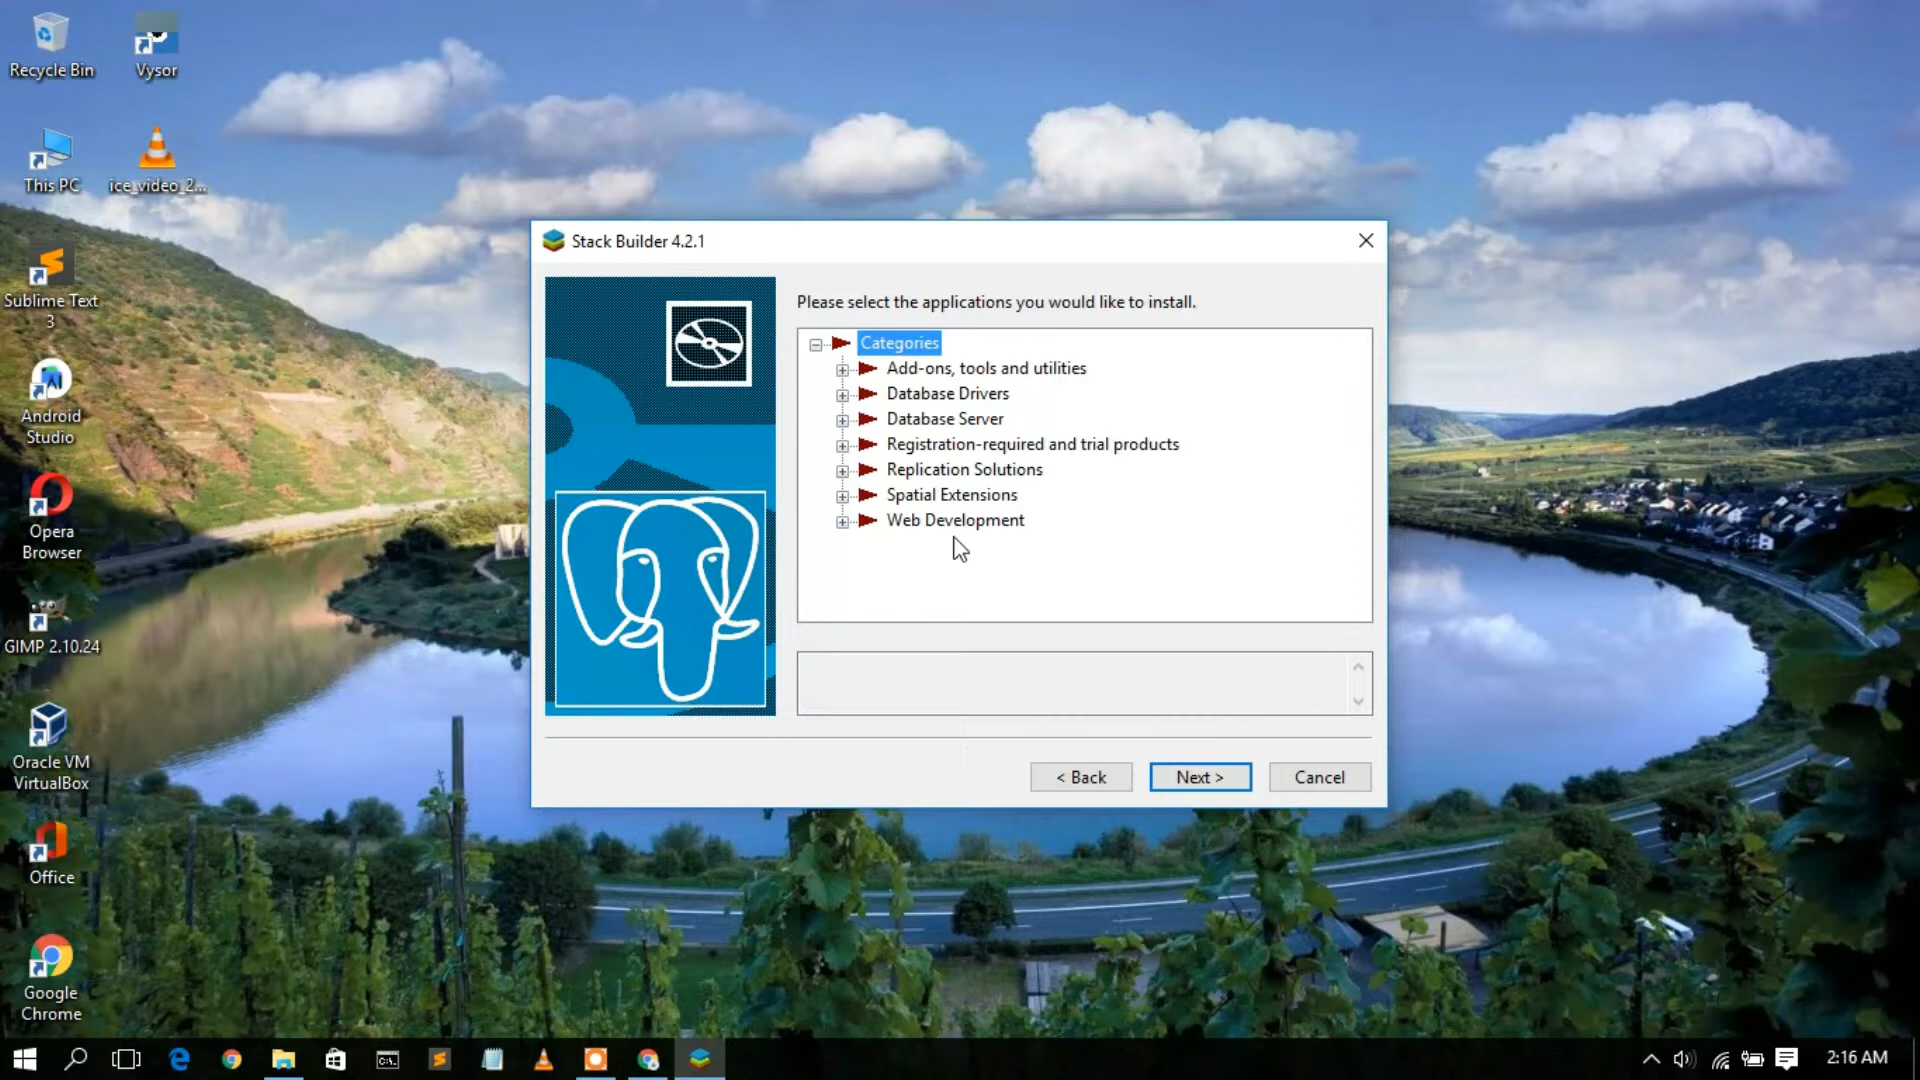 Recycle Bin
Vysor
This PC
ice_video_2...
Sublime Text
3
Android
Studio
Opera
Browser
GIMP 2.10.24
Oracle VM
VirtualBox
Office
Google
Chrome
Stack Builder 4.2.1
Please select the applications you would like to install.
Categories
Add-ons, tools and utilities
Database Drivers
Database Server
Registration-required and trial products
Replication Solutions
Spatial Extensions
Web Development
< Back
Next >
Cancel
2:16 AM